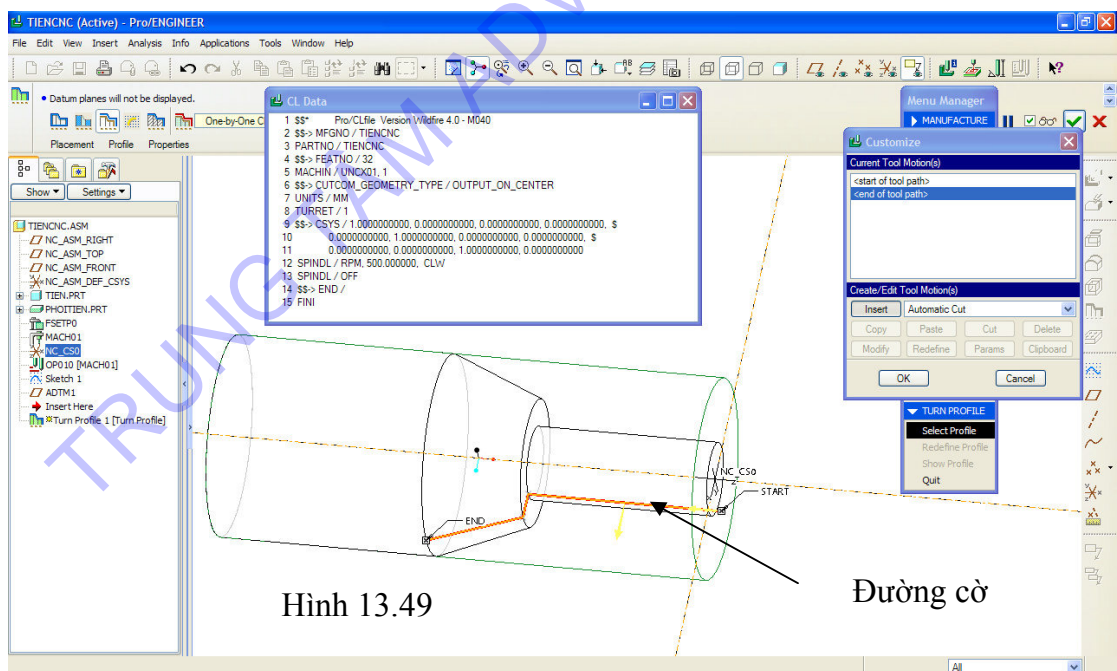 TIENCNC (Active) - Pro/ENGINEER
File Edit View Insert Analysis Info Applications Tools Window Help
• Datum planes will not be displayed.
One-by-One C
Placement Profile Properties
Show Settings
TIENCNC.ASM
NC_ASM_RIGHT
NC_ASM_TOP
NC_ASM_FRONT
NC_ASM_DEF_CSYS
TIEN.PRT
PHOITIEN.PRT
FSETP0
MACH01
NC_CS0
OP010 [MACH01]
Sketch 1
ADTM1
Insert Here
Turn Profile 1 [Turn Profile]
CL Data
1 $$* Pro/CLfile Version Wildfire 4.0 - M040
2 $$-> MFGNO / TIENCNC
3 PARTNO / TIENCNC
4 $$-> FEATNO / 32
5 MACHIN / UNCX01, 1
6 $$-> CUTCOM_GEOMETRY_TYPE / OUTPUT_ON_CENTER
7 UNITS / MM
8 TURRET / 1
9 $$-> CSYS / 1.0000000000, 0.0000000000, 0.0000000000, 0.0000000000, $
10 0.0000000000, 1.0000000000, 0.0000000000, 0.0000000000, $
11 0.0000000000, 0.0000000000, 1.0000000000, 0.0000000000
12 SPINDL / RPM, 500.000000, CLW
13 SPINDL / OFF
14 $$-> END /
15 FINI
Menu Manager
MANUFACTURE
Customize
Current Tool Motion(s)
<start of tool path>
<end of tool path>
Create/Edit Tool Motion(s)
Insert Automatic Cut
Copy Paste Cut Delete
Modify Redefine Params Clipboard
OK Cancel
TURN PROFILE
Select Profile
Redefine Profile
Show Profile
Quit
NC_CS0
START
END
Hình 13.49
Đường cờ
All
TRUNG TÂM ADV